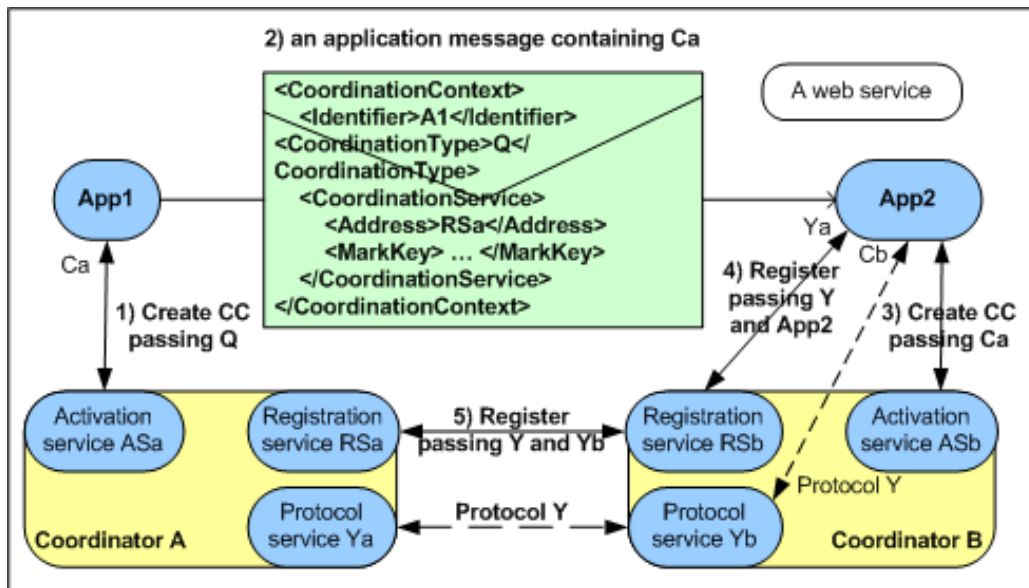 2) an application message containing Ca
<CoordinationContext>
<Identifier>A1</Identifier>
<CoordinationType>Q</
CoordinationType>
<CoordinationService>
<Address>RSa</Address>
<MarkKey> ... </MarkKey>
</CoordinationService>
</CoordinationContext>
A web service
App1
App2
Ca
Ya
Cb
1) Create CC
passing Q
4) Register
passing Y
and App2
3) Create CC
passing Ca
Activation
service ASa
Registration
service RSa
5) Register
passing Y and Yb
Registration
service RSb
Activation
service ASb
Protocol Y
Coordinator A
Protocol
service Ya
Protocol Y
Protocol
service Yb
Coordinator B